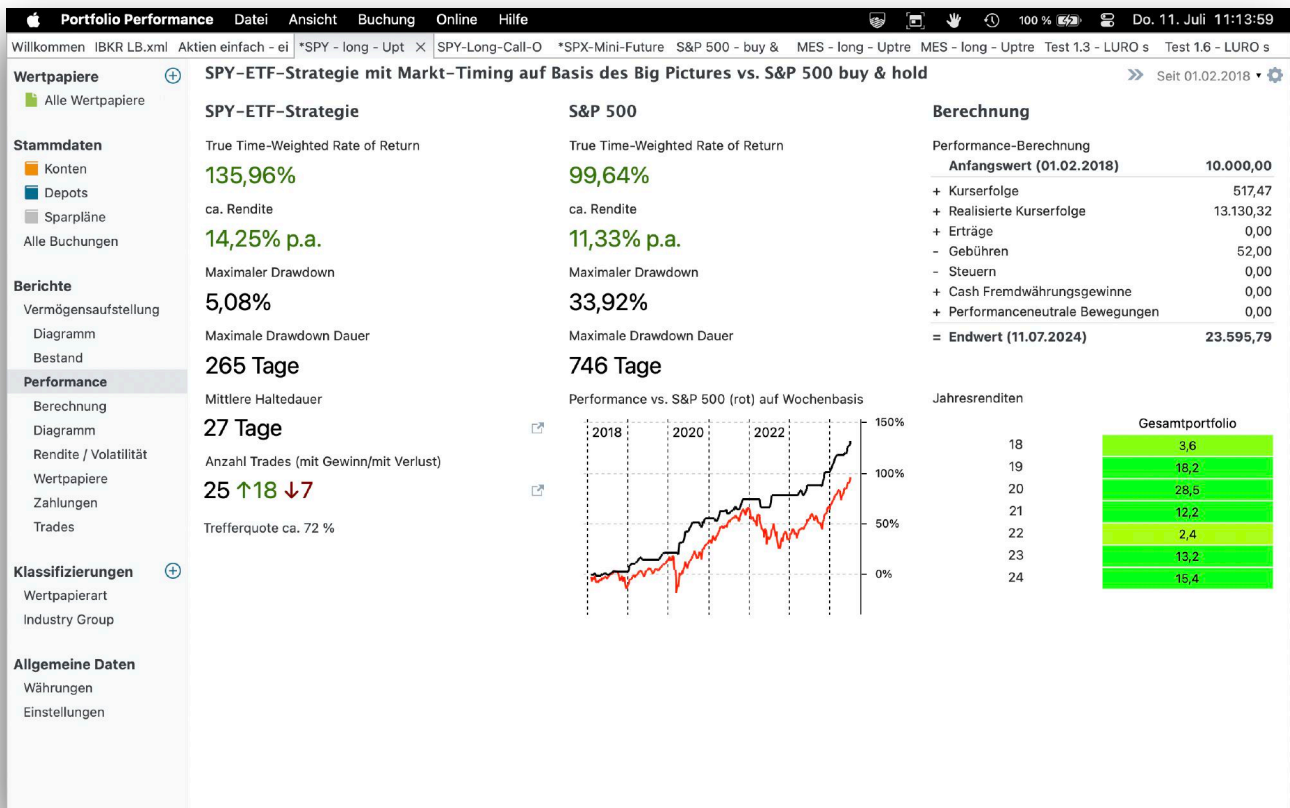 Portfolio Performance Datei Ansicht Buchung Online Hilfe 100 % Do. 11. Juli 11:13:59
Willkommen IBKR LB.xml Aktien einfach - ei *SPY - long - Upt × SPY-Long-Call-O *SPX-Mini-Future S&P 500 - buy & MES - long - Uptre MES - long - Uptre Test 1.3 - LURO s Test 1.6 - LURO s
Wertpapiere
Alle Wertpapiere
Stammdaten
Konten
Depots
Sparpläne
Alle Buchungen
Berichte
Vermögensaufstellung
Diagramm
Bestand
Performance
Berechnung
Diagramm
Rendite / Volatilität
Wertpapiere
Zahlungen
Trades
Klassifizierungen
Wertpapierart
Industry Group
Allgemeine Daten
Währungen
Einstellungen
SPY-ETF-Strategie mit Markt-Timing auf Basis des Big Pictures vs. S&P 500 buy & hold
Seit 01.02.2018
SPY-ETF-Strategie
True Time-Weighted Rate of Return
135,96%
ca. Rendite
14,25% p.a.
Maximaler Drawdown
5,08%
Maximale Drawdown Dauer
265 Tage
Mittlere Haltedauer
27 Tage
Anzahl Trades (mit Gewinn/mit Verlust)
25 ↑18 ↓7
Trefferquote ca. 72 %
S&P 500
True Time-Weighted Rate of Return
99,64%
ca. Rendite
11,33% p.a.
Maximaler Drawdown
33,92%
Maximale Drawdown Dauer
746 Tage
Performance vs. S&P 500 (rot) auf Wochenbasis
2018 2020 2022
150%
100%
50%
0%
Berechnung
Performance-Berechnung
Anfangswert (01.02.2018) 10.000,00
+ Kurserfolge 517,47
+ Realisierte Kurserfolge 13.130,32
+ Erträge 0,00
- Gebühren 52,00
- Steuern 0,00
+ Cash Fremdwährungsgewinne 0,00
+ Performanceneutrale Bewegungen 0,00
= Endwert (11.07.2024) 23.595,79
Jahresrenditen
Gesamtportfolio
18 3,6
19 18,2
20 28,5
21 12,2
22 2,4
23 13,2
24 15,4